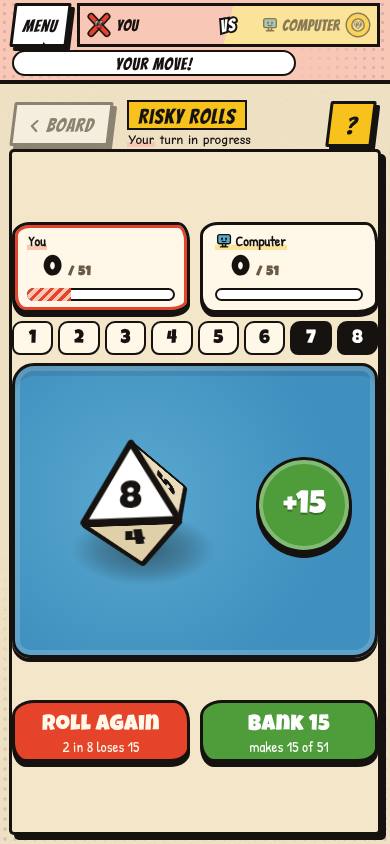 MENU
YOU
VS
COMPUTER
YOUR MOVE!
BOARD
RISKY ROLLS
Your turn in progress
?
You
0 / 51
Computer
0 / 51
1 2 3 4 5 6 7 8
8
5
4
+15
ROLL AGAIN
2 in 8 loses 15
BANK 15
makes 15 of 51